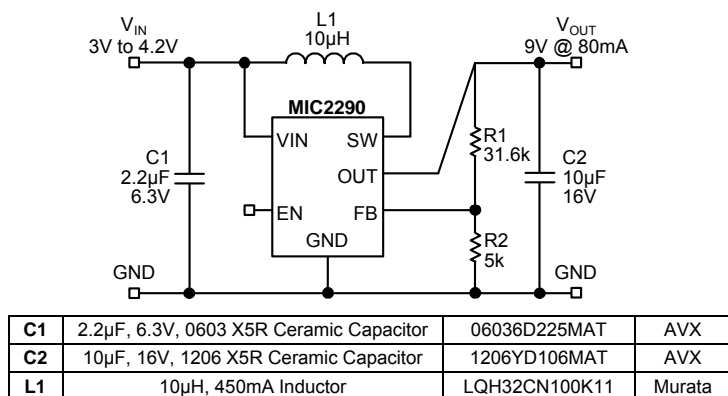 VIN
3V to 4.2V
L1
10µH
VOUT
9V @ 80mA
MIC2290
VIN
SW
OUT
EN
FB
GND
C1
2.2µF
6.3V
R1
31.6k
R2
5k
C2
10µF
16V
GND
GND
C1 2.2µF, 6.3V, 0603 X5R Ceramic Capacitor 06036D225MAT AVX
C2 10µF, 16V, 1206 X5R Ceramic Capacitor 1206YD106MAT AVX
L1 10µH, 450mA Inductor LQH32CN100K11 Murata